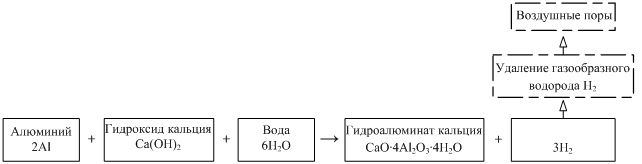 Воздушные поры
Удаление газообразного
водорода H₂
Алюминий
2Al
+
Гидроксид кальция
Ca(OH)₂
+
Вода
6H₂O
→
Гидроалюминат кальция
CaO·4Al₂O₃·4H₂O
+
3H₂